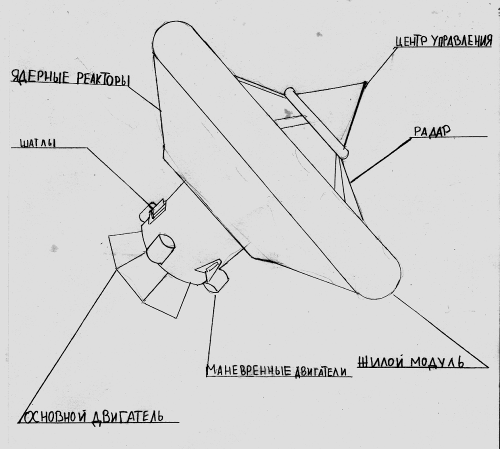 ЦЕНТР УПРАВЛЕНИЯ
ЯДЕРНЫЕ РЕАКТОРЫ
РАДАР
ШАТЛЫ
ЖИЛОЙ МОДУЛЬ
МАНЕВРЕННЫЕ ДВИГАТЕЛИ
ОСНОВНОЙ ДВИГАТЕЛЬ